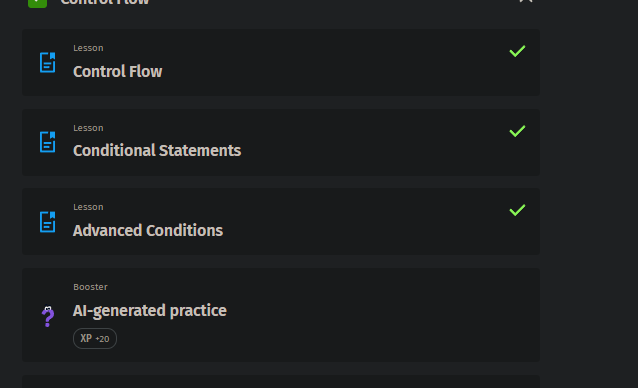 Control Flow
Lesson
Control Flow
Lesson
Conditional Statements
Lesson
Advanced Conditions
Booster
AI-generated practice
XP +20